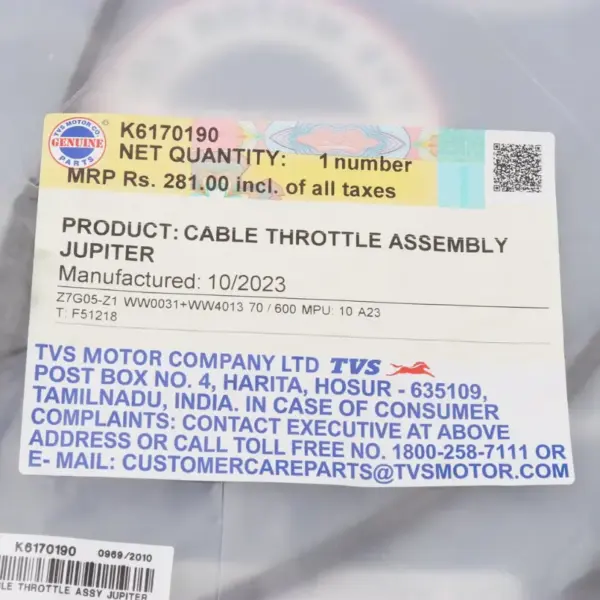 TVS MOTOR CO.
GENUINE
PARTS
K6170190
NET QUANTITY: 1 number
MRP Rs. 281.00 incl. of all taxes
PRODUCT: CABLE THROTTLE ASSEMBLY
JUPITER
Manufactured: 10/2023
Z7G05-Z1 WW0031+WW4013 70 / 600 MPU: 10 A23
T: F51218
TVS MOTOR COMPANY LTD TVS
POST BOX NO. 4, HARITA, HOSUR - 635109,
TAMILNADU, INDIA. IN CASE OF CONSUMER
COMPLAINTS: CONTACT EXECUTIVE AT ABOVE
ADDRESS OR CALL TOLL FREE NO. 1800-258-7111 OR
E- MAIL: CUSTOMERCAREPARTS@TVSMOTOR.COM
K6170190 0969/2010
LE THROTTLE ASSY JUPITER